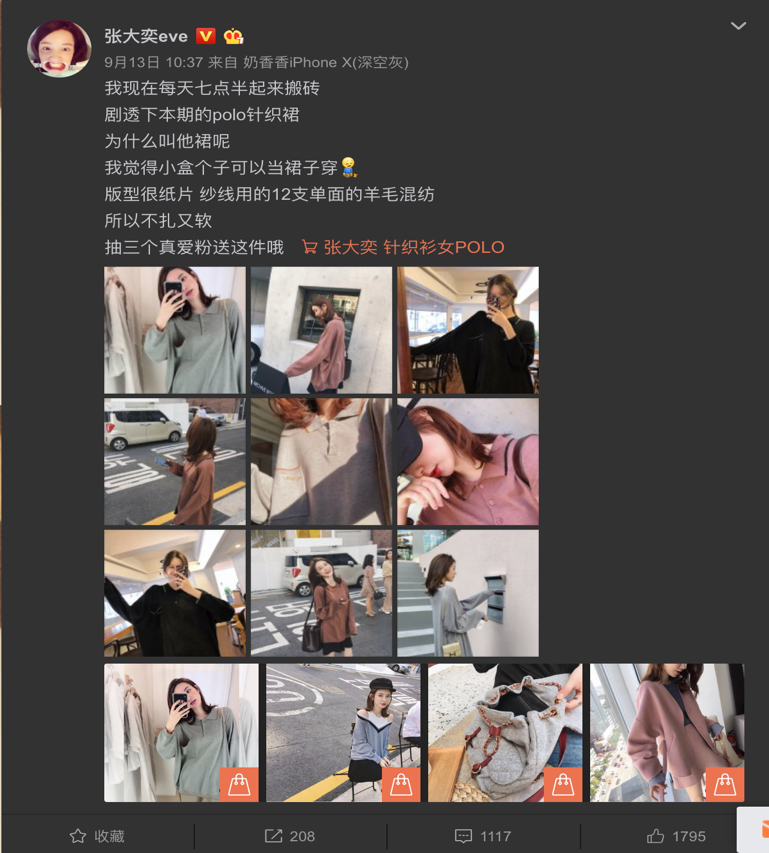 张大奕eve
9月13日 10:37 来自 奶香香iPhone X(深空灰)
我现在每天七点半起来搬砖
剧透下本期的polo针织裙
为什么叫他裙呢
我觉得小盒个子可以当裙子穿
版型很纸片 纱线用的12支单面的羊毛混纺
所以不扎又软
抽三个真爱粉送这件哦 张大奕 针织衫女POLO
收藏
208
1117
1795